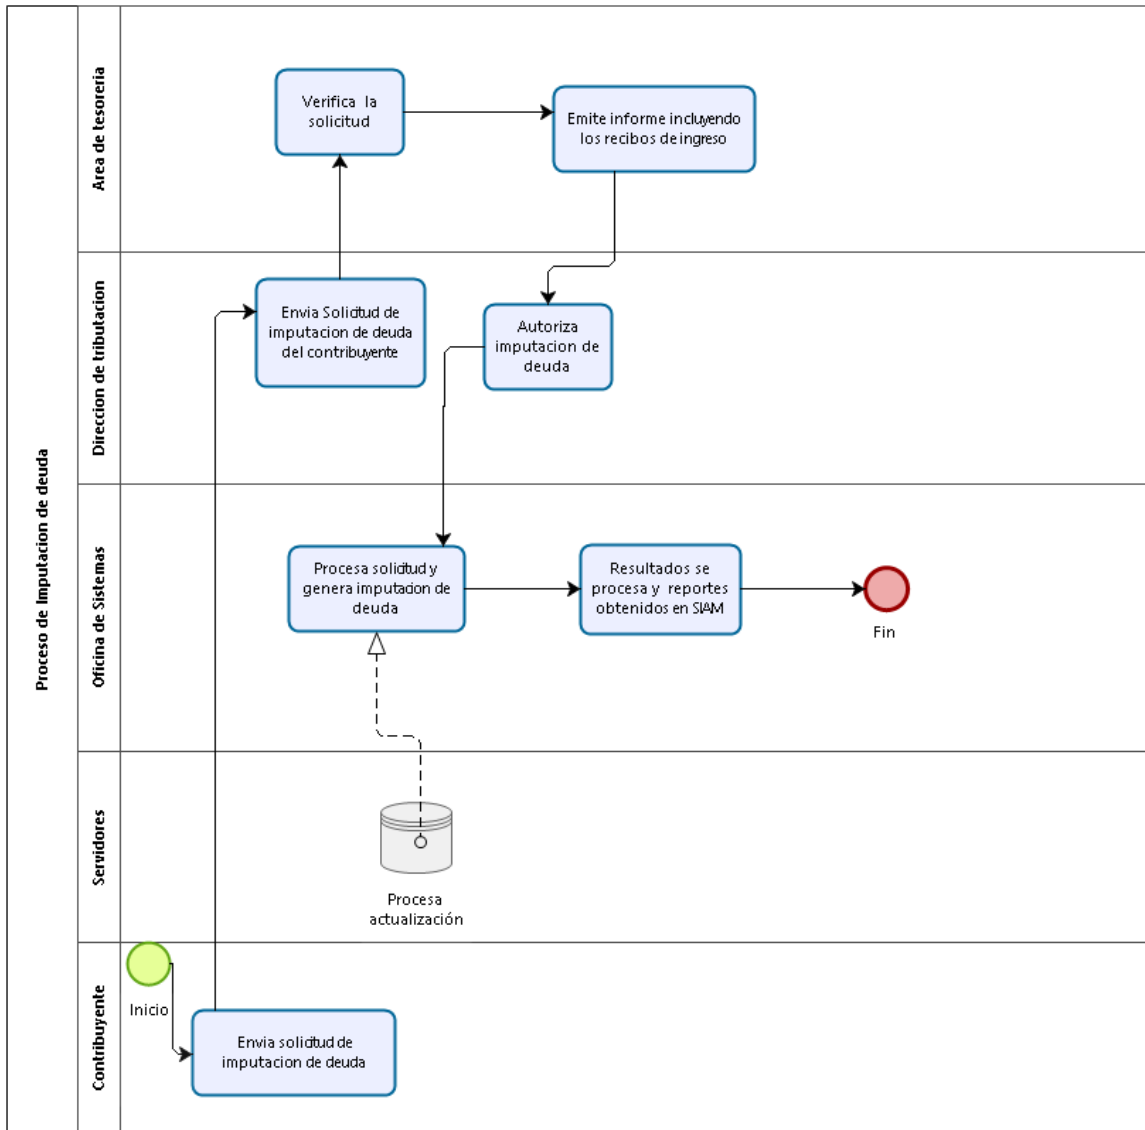 Proceso de Imputacion de deuda
Area de tesoreria
Verifica la
solicitud
Emite informe incluyendo
los recibos de ingreso
Direccion de tributacion
Envia Solicitud de
imputacion de deuda
del contribuyente
Autoriza
imputacion de
deuda
Oficina de Sistemas
Procesa solicitud y
genera imputacion de
deuda
Resultados se
procesa y reportes
obtenidos en SIAM
Fin
Servidores
Procesa
actualización
Contribuyente
Inicio
Envia solicitud de
imputacion de deuda